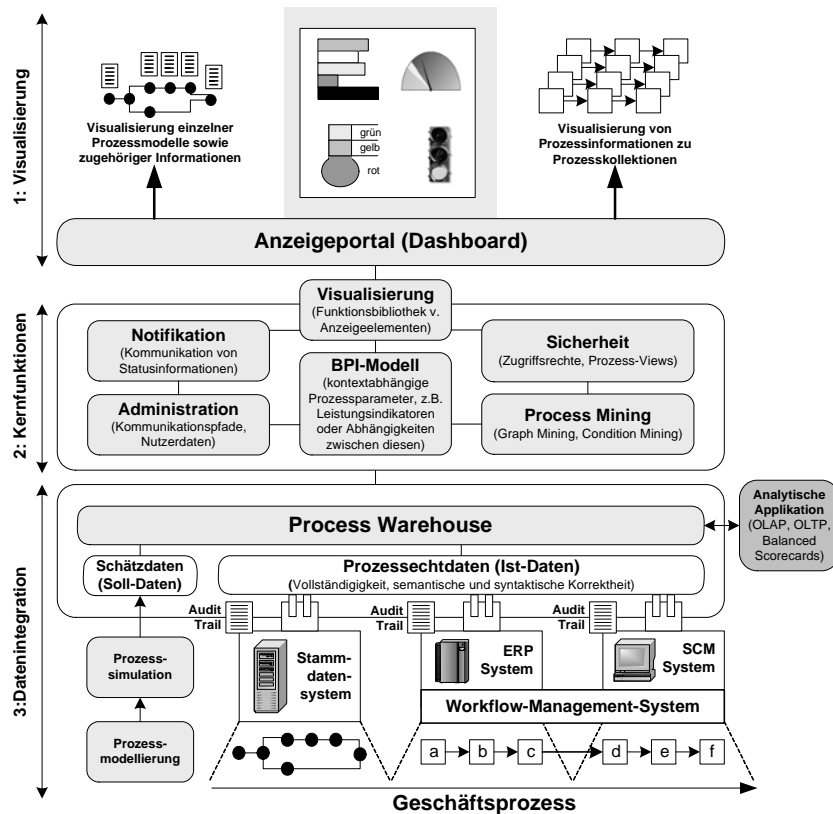 1: Visualisierung
Visualisierung einzelner
Prozessmodelle sowie
zugehöriger Informationen
grün
gelb
rot
Visualisierung von
Prozessinformationen zu
Prozesskollektionen
Anzeigeportal (Dashboard)
2: Kernfunktionen
Visualisierung
(Funktionsbibliothek v.
Anzeigeelementen)
Notifikation
(Kommunikation von
Statusinformationen)
Sicherheit
(Zugriffsrechte, Prozess-Views)
BPI-Modell
(kontextabhängige
Prozessparameter, z.B.
Leistungsindikatoren
oder Abhängigkeiten
zwischen diesen)
Administration
(Kommunikationspfade,
Nutzerdaten)
Process Mining
(Graph Mining, Condition Mining)
3:Datenintegration
Process Warehouse
Analytische
Applikation
(OLAP, OLTP,
Balanced
Scorecards)
Schätzdaten
(Soll-Daten)
Prozessechtdaten (Ist-Daten)
(Vollständigigkeit, semantische und syntaktische Korrektheit)
Audit
Trail
Audit
Trail
Audit
Trail
Prozess-
simulation
Stamm-
daten-
system
ERP
System
SCM
System
Workflow-Management-System
Prozess-
modellierung
a
b
c
d
e
f
Geschäftsprozess